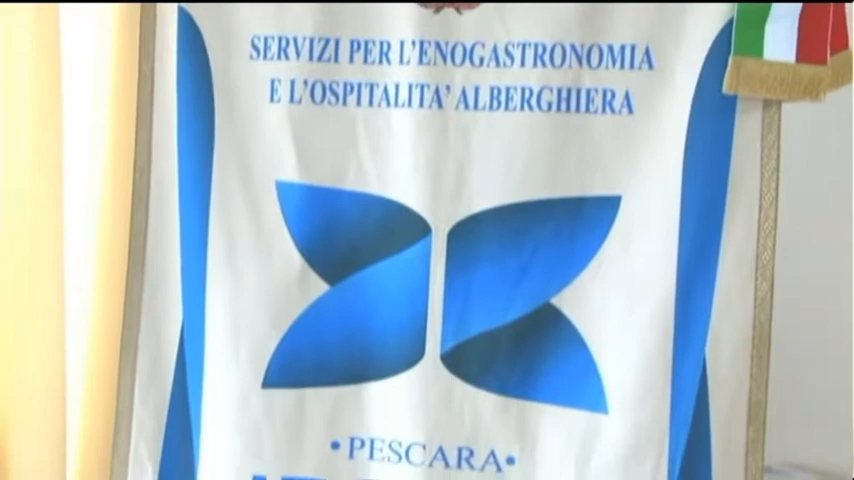 SERVIZI PER L'ENOGASTRONOMIA
E L'OSPITALITA' ALBERGHIERA
•PESCARA•